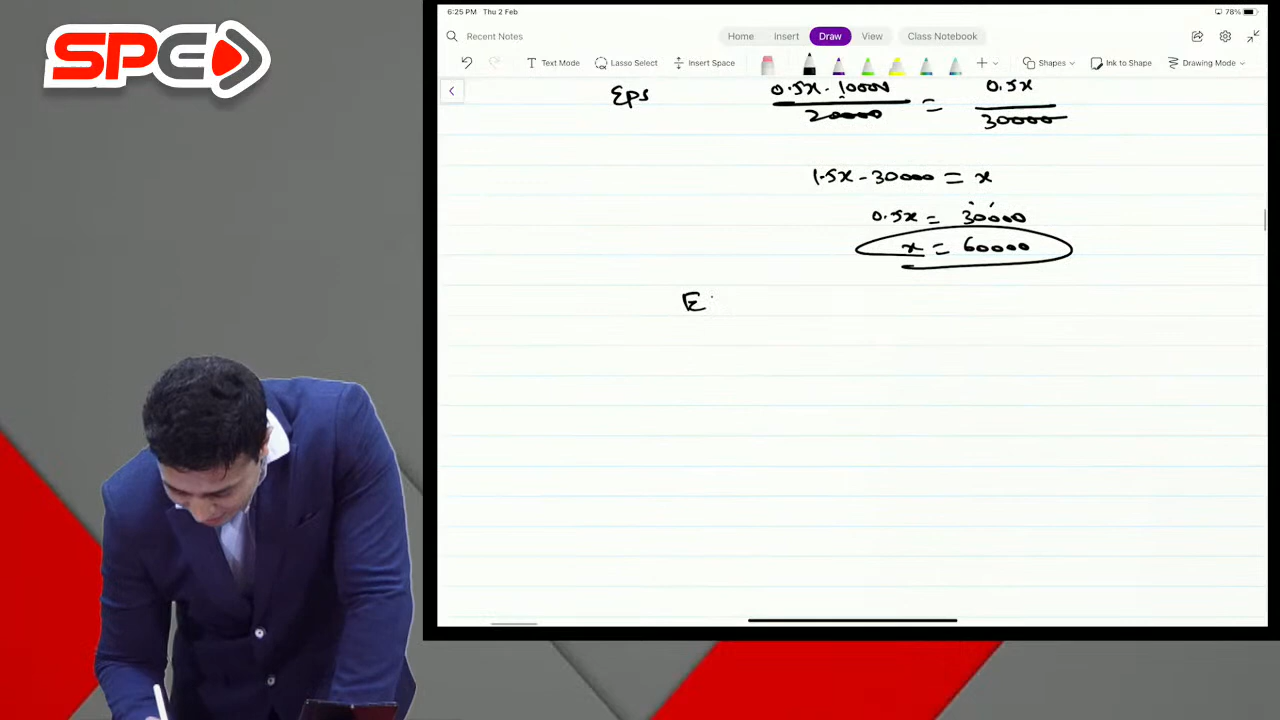 6:25 PM Thu 2 Feb
78%
SPED
Recent Notes
Home Insert Draw View Class Notebook
Text Mode Lasso Select Insert Space Shapes Ink to Shape Drawing Mode
Eps 0.5x - 10000 / 20000 = 0.5x / 30000
1.5x - 30000 = x
0.5x = 30000
x = 60000
E